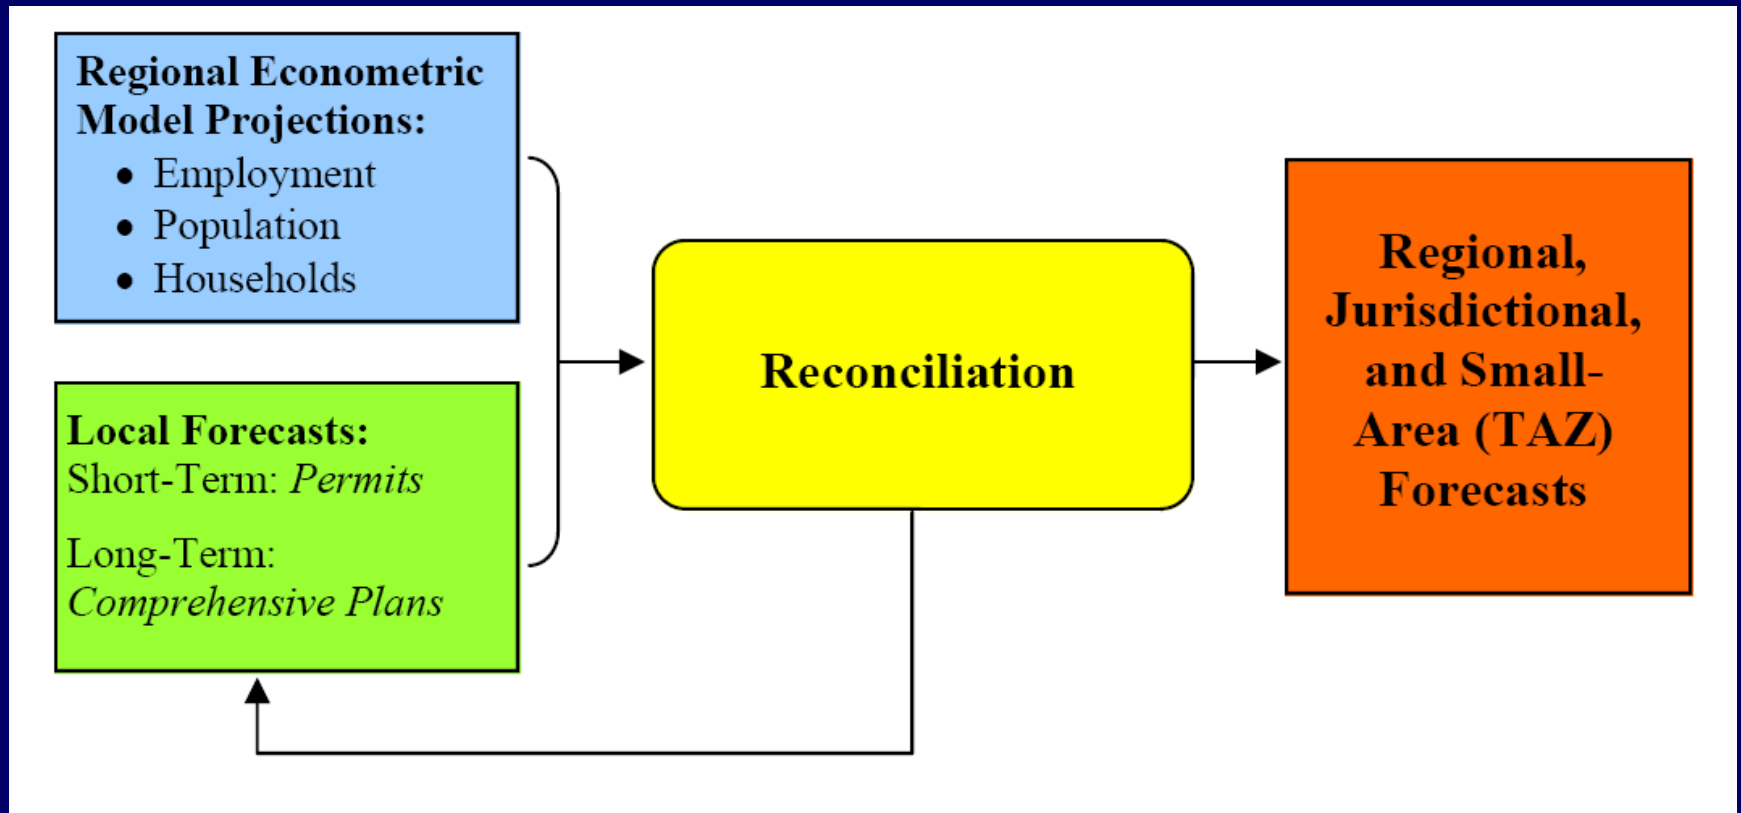 Regional Econometric
Model Projections:
• Employment
• Population
• Households
Local Forecasts:
Short-Term: Permits
Long-Term:
Comprehensive Plans
Reconciliation
Regional,
Jurisdictional,
and Small-
Area (TAZ)
Forecasts